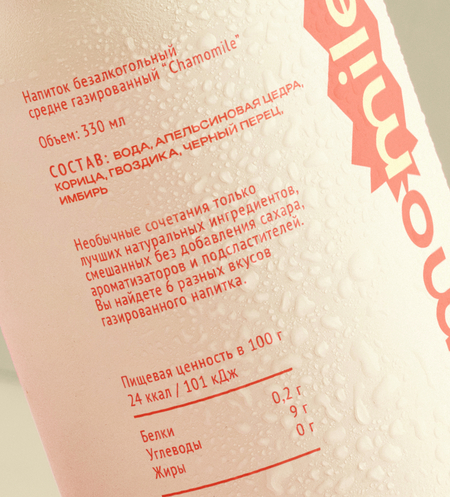 Напиток безалкогольный
средне газированный "Chamomile"
Объем: 330 мл
СОСТАВ: ВОДА, АПЕЛЬСИНОВАЯ ЦЕДРА,
КОРИЦА, ГВОЗДИКА, ЧЕРНЫЙ ПЕРЕЦ,
ИМБИРЬ
Необычные сочетания только
лучших натуральных ингредиентов,
смешанных без добавления сахара,
ароматизаторов и подсластителей.
Вы найдете 6 разных вкусов
газированного напитка.
Пищевая ценность в 100 г
24 ккал / 101 кДж
Белки 0,2 г
Углеводы 9 г
Жиры 0 г